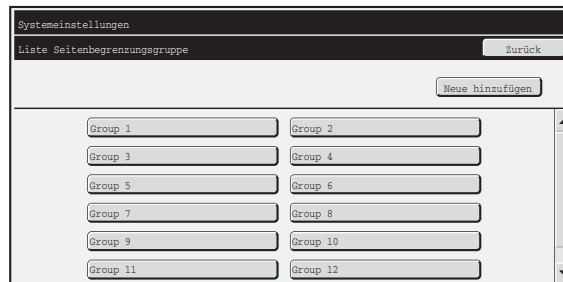 Systemeinstellungen
Liste Seitenbegrenzungsgruppe Zurück
Neue hinzufügen
Group 1 Group 2
Group 3 Group 4
Group 5 Group 6
Group 7 Group 8
Group 9 Group 10
Group 11 Group 12